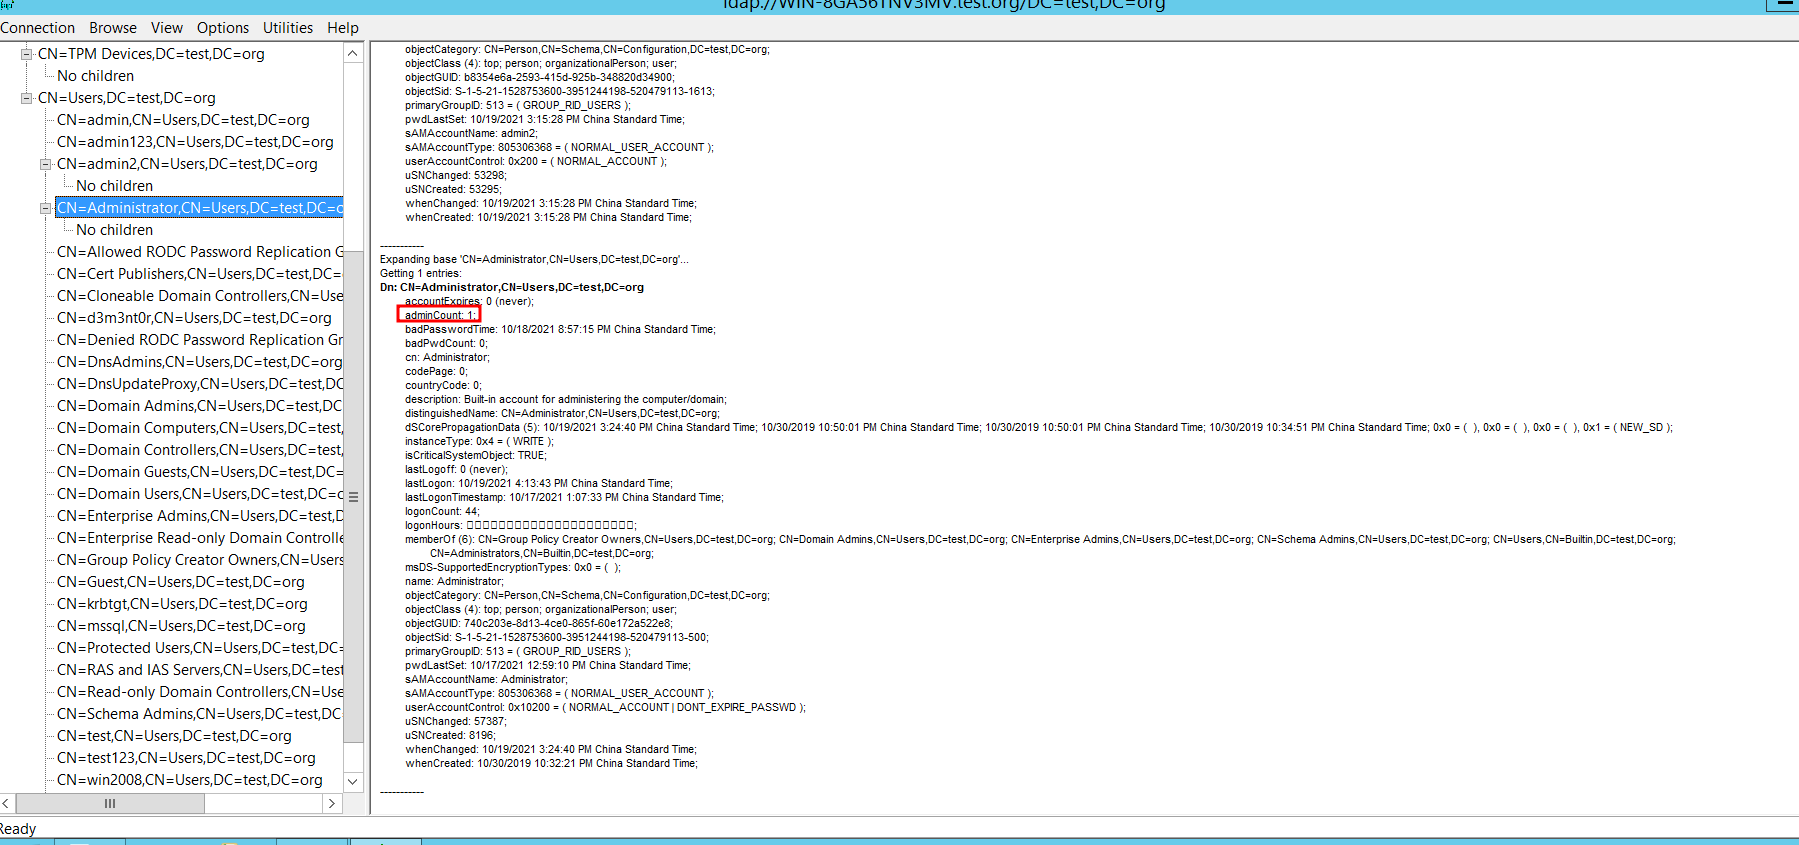 ldap://WIN-8GA56TNV3MV.test.org/DC=test,DC=org
Connection Browse View Options Utilities Help
CN=TPM Devices,DC=test,DC=org
No children
CN=Users,DC=test,DC=org
CN=admin,CN=Users,DC=test,DC=org
CN=admin123,CN=Users,DC=test,DC=org
CN=admin2,CN=Users,DC=test,DC=org
No children
CN=Administrator,CN=Users,DC=test,DC=o
No children
CN=Allowed RODC Password Replication G
CN=Cert Publishers,CN=Users,DC=test,DC=
CN=Cloneable Domain Controllers,CN=Use
CN=d3m3nt0r,CN=Users,DC=test,DC=org
CN=Denied RODC Password Replication Gr
CN=DnsAdmins,CN=Users,DC=test,DC=org
CN=DnsUpdateProxy,CN=Users,DC=test,DC
CN=Domain Admins,CN=Users,DC=test,DC
CN=Domain Computers,CN=Users,DC=test,
CN=Domain Controllers,CN=Users,DC=test,
CN=Domain Guests,CN=Users,DC=test,DC=
CN=Domain Users,CN=Users,DC=test,DC=c
CN=Enterprise Admins,CN=Users,DC=test,D
CN=Enterprise Read-only Domain Controlle
CN=Group Policy Creator Owners,CN=Users
CN=Guest,CN=Users,DC=test,DC=org
CN=krbtgt,CN=Users,DC=test,DC=org
CN=mssql,CN=Users,DC=test,DC=org
CN=Protected Users,CN=Users,DC=test,DC=
CN=RAS and IAS Servers,CN=Users,DC=test
CN=Read-only Domain Controllers,CN=Use
CN=Schema Admins,CN=Users,DC=test,DC
CN=test,CN=Users,DC=test,DC=org
CN=test123,CN=Users,DC=test,DC=org
CN=win2008,CN=Users,DC=test,DC=org
objectCategory: CN=Person,CN=Schema,CN=Configuration,DC=test,DC=org;
objectClass (4): top; person; organizationalPerson; user;
objectGUID: b8354e6a-2593-415d-925b-348820d34900;
objectSid: S-1-5-21-1528753600-3951244198-520479113-1613;
primaryGroupID: 513 = ( GROUP_RID_USERS );
pwdLastSet: 10/19/2021 3:15:28 PM China Standard Time;
sAMAccountName: admin2;
sAMAccountType: 805306368 = ( NORMAL_USER_ACCOUNT );
userAccountControl: 0x200 = ( NORMAL_ACCOUNT );
uSNChanged: 53298;
uSNCreated: 53295;
whenChanged: 10/19/2021 3:15:28 PM China Standard Time;
whenCreated: 10/19/2021 3:15:28 PM China Standard Time;
-----------
Expanding base 'CN=Administrator,CN=Users,DC=test,DC=org'...
Getting 1 entries:
Dn: CN=Administrator,CN=Users,DC=test,DC=org
accountExpires: 0 (never);
adminCount: 1;
badPasswordTime: 10/18/2021 8:57:15 PM China Standard Time;
badPwdCount: 0;
cn: Administrator;
codePage: 0;
countryCode: 0;
description: Built-in account for administering the computer/domain;
distinguishedName: CN=Administrator,CN=Users,DC=test,DC=org;
dSCorePropagationData (5): 10/19/2021 3:24:40 PM China Standard Time; 10/30/2019 10:50:01 PM China Standard Time; 10/30/2019 10:50:01 PM China Standard Time; 10/30/2019 10:34:51 PM China Standard Time; 0x0 = (  ), 0x0 = (  ), 0x0 = (  ), 0x1 = ( NEW_SD );
instanceType: 0x4 = ( WRITE );
isCriticalSystemObject: TRUE;
lastLogoff: 0 (never);
lastLogon: 10/19/2021 4:13:43 PM China Standard Time;
lastLogonTimestamp: 10/17/2021 1:07:33 PM China Standard Time;
logonCount: 44;
logonHours: □□□□□□□□□□□□□□□□□□□□□;
memberOf (6): CN=Group Policy Creator Owners,CN=Users,DC=test,DC=org; CN=Domain Admins,CN=Users,DC=test,DC=org; CN=Enterprise Admins,CN=Users,DC=test,DC=org; CN=Schema Admins,CN=Users,DC=test,DC=org; CN=Users,CN=Builtin,DC=test,DC=org;
CN=Administrators,CN=Builtin,DC=test,DC=org;
msDS-SupportedEncryptionTypes: 0x0 = (  );
name: Administrator;
objectCategory: CN=Person,CN=Schema,CN=Configuration,DC=test,DC=org;
objectClass (4): top; person; organizationalPerson; user;
objectGUID: 740c203e-8d13-4ce0-865f-60e172a522e8;
objectSid: S-1-5-21-1528753600-3951244198-520479113-500;
primaryGroupID: 513 = ( GROUP_RID_USERS );
pwdLastSet: 10/17/2021 12:59:10 PM China Standard Time;
sAMAccountName: Administrator;
sAMAccountType: 805306368 = ( NORMAL_USER_ACCOUNT );
userAccountControl: 0x10200 = ( NORMAL_ACCOUNT | DONT_EXPIRE_PASSWD );
uSNChanged: 57387;
uSNCreated: 8196;
whenChanged: 10/19/2021 3:24:40 PM China Standard Time;
whenCreated: 10/30/2019 10:32:21 PM China Standard Time;
-----------
Ready